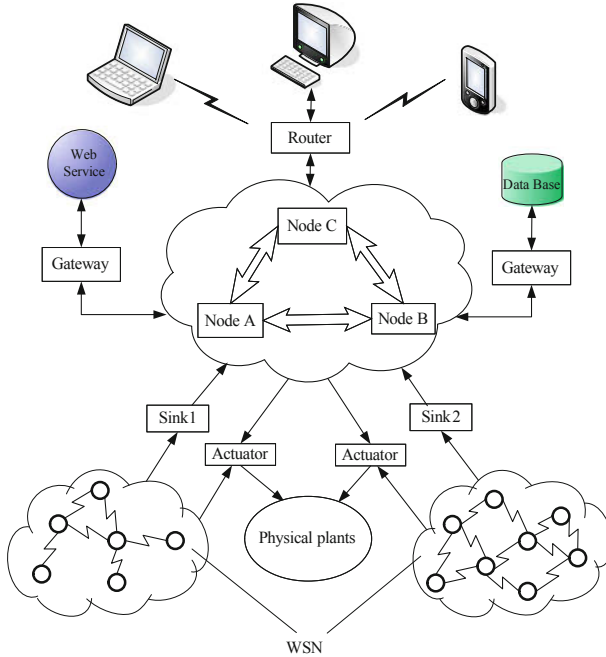 Router
Web
Service
Data Base
Node C
Gateway
Gateway
Node A
Node B
Sink1
Sink2
Actuator
Actuator
Physical plants
WSN